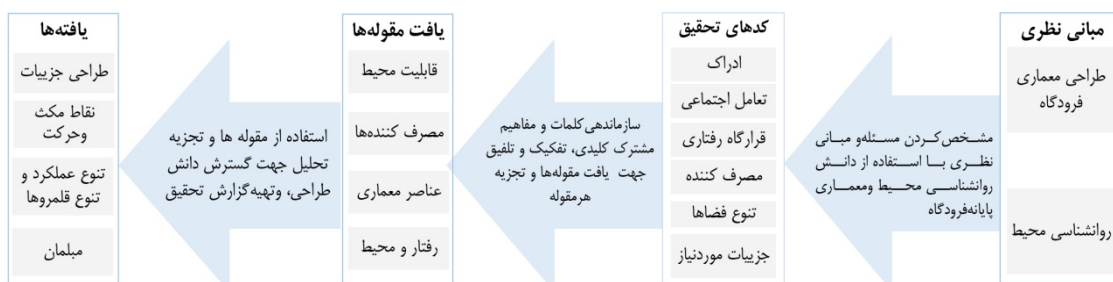 مبانی نظری
طراحی معماری
فرودگاه
روانشناسی محیط
مشخص‌کردن مسئله‌و مبانی
نظری با استفاده از دانش
روانشناسی محیط ومعماری
پایانه‌فرودگاه
کدهای تحقیق
ادراک
تعامل اجتماعی
قرارگاه رفتاری
مصرف کننده
تنوع فضاها
جزییات موردنیاز
سازماندهی کلمات و مفاهیم
مشترک کلیدی، تفکیک و تلفیق
جهت یافت مقوله‌ها و تجزیه
هرمقوله
یافت مقوله‌ها
قابلیت محیط
مصرف کننده‌ها
عناصر معماری
رفتار و محیط
استفاده از مقوله ها و تجزیه
تحلیل جهت گسترش دانش
طراحی، وتهیه‌گزارش تحقیق
یافته‌ها
طراحی جزییات
نقاط مکث
وحرکت
تنوع عملکرد و
تنوع قلمروها
مبلمان